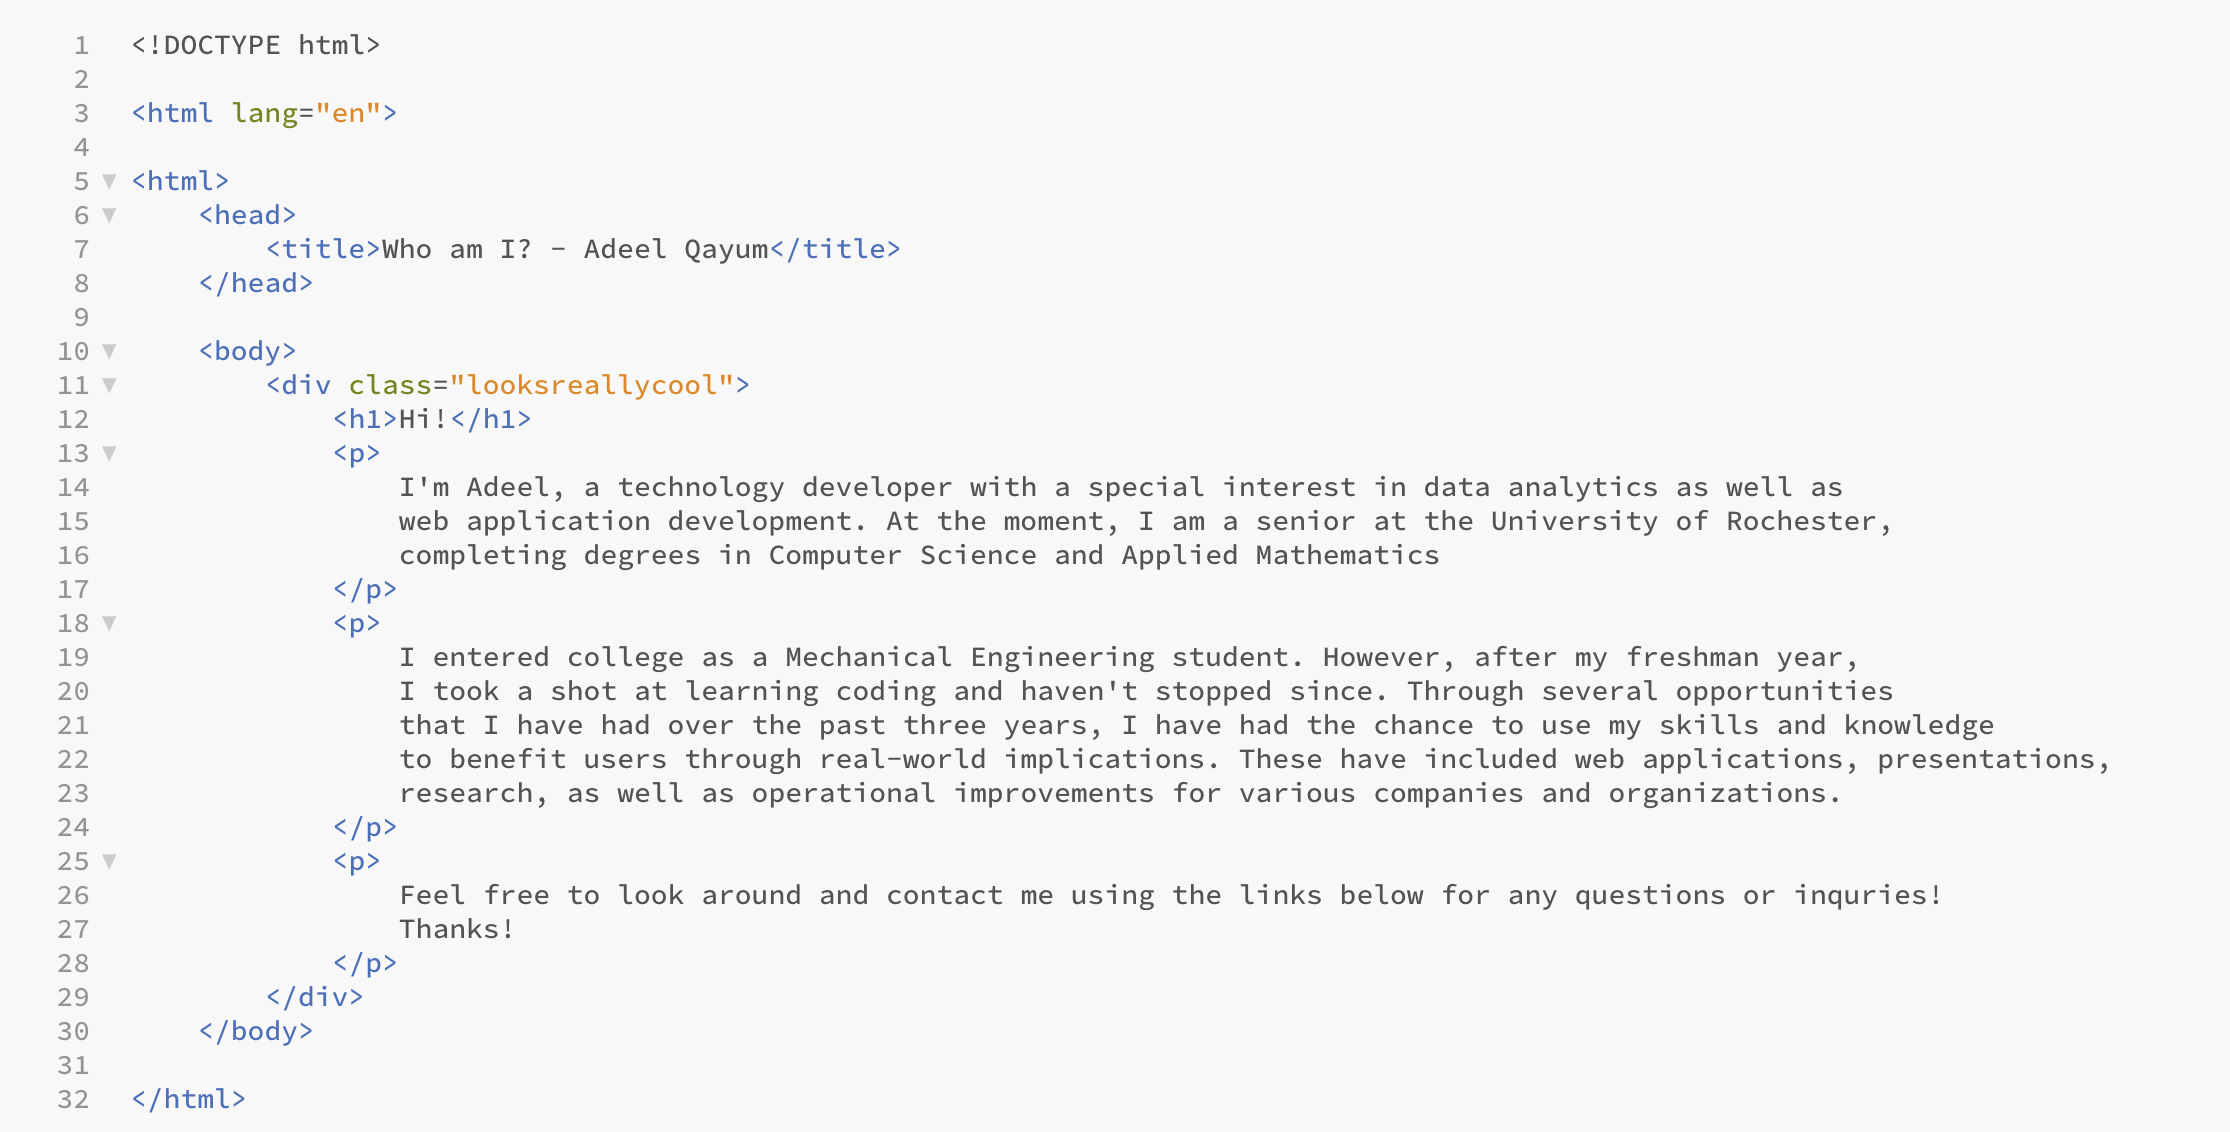 1 <!DOCTYPE html>
2
3 <html lang="en">
4
5 ▼ <html>
6 ▼     <head>
7         <title>Who am I? - Adeel Qayum</title>
8     </head>
9
10 ▼     <body>
11 ▼         <div class="looksreallycool">
12             <h1>Hi!</h1>
13 ▼             <p>
14                 I'm Adeel, a technology developer with a special interest in data analytics as well as
15                 web application development. At the moment, I am a senior at the University of Rochester,
16                 completing degrees in Computer Science and Applied Mathematics
17             </p>
18 ▼             <p>
19                 I entered college as a Mechanical Engineering student. However, after my freshman year,
20                 I took a shot at learning coding and haven't stopped since. Through several opportunities
21                 that I have had over the past three years, I have had the chance to use my skills and knowledge
22                 to benefit users through real-world implications. These have included web applications, presentations,
23                 research, as well as operational improvements for various companies and organizations.
24             </p>
25 ▼             <p>
26                 Feel free to look around and contact me using the links below for any questions or inquries!
27                 Thanks!
28             </p>
29         </div>
30     </body>
31
32 </html>